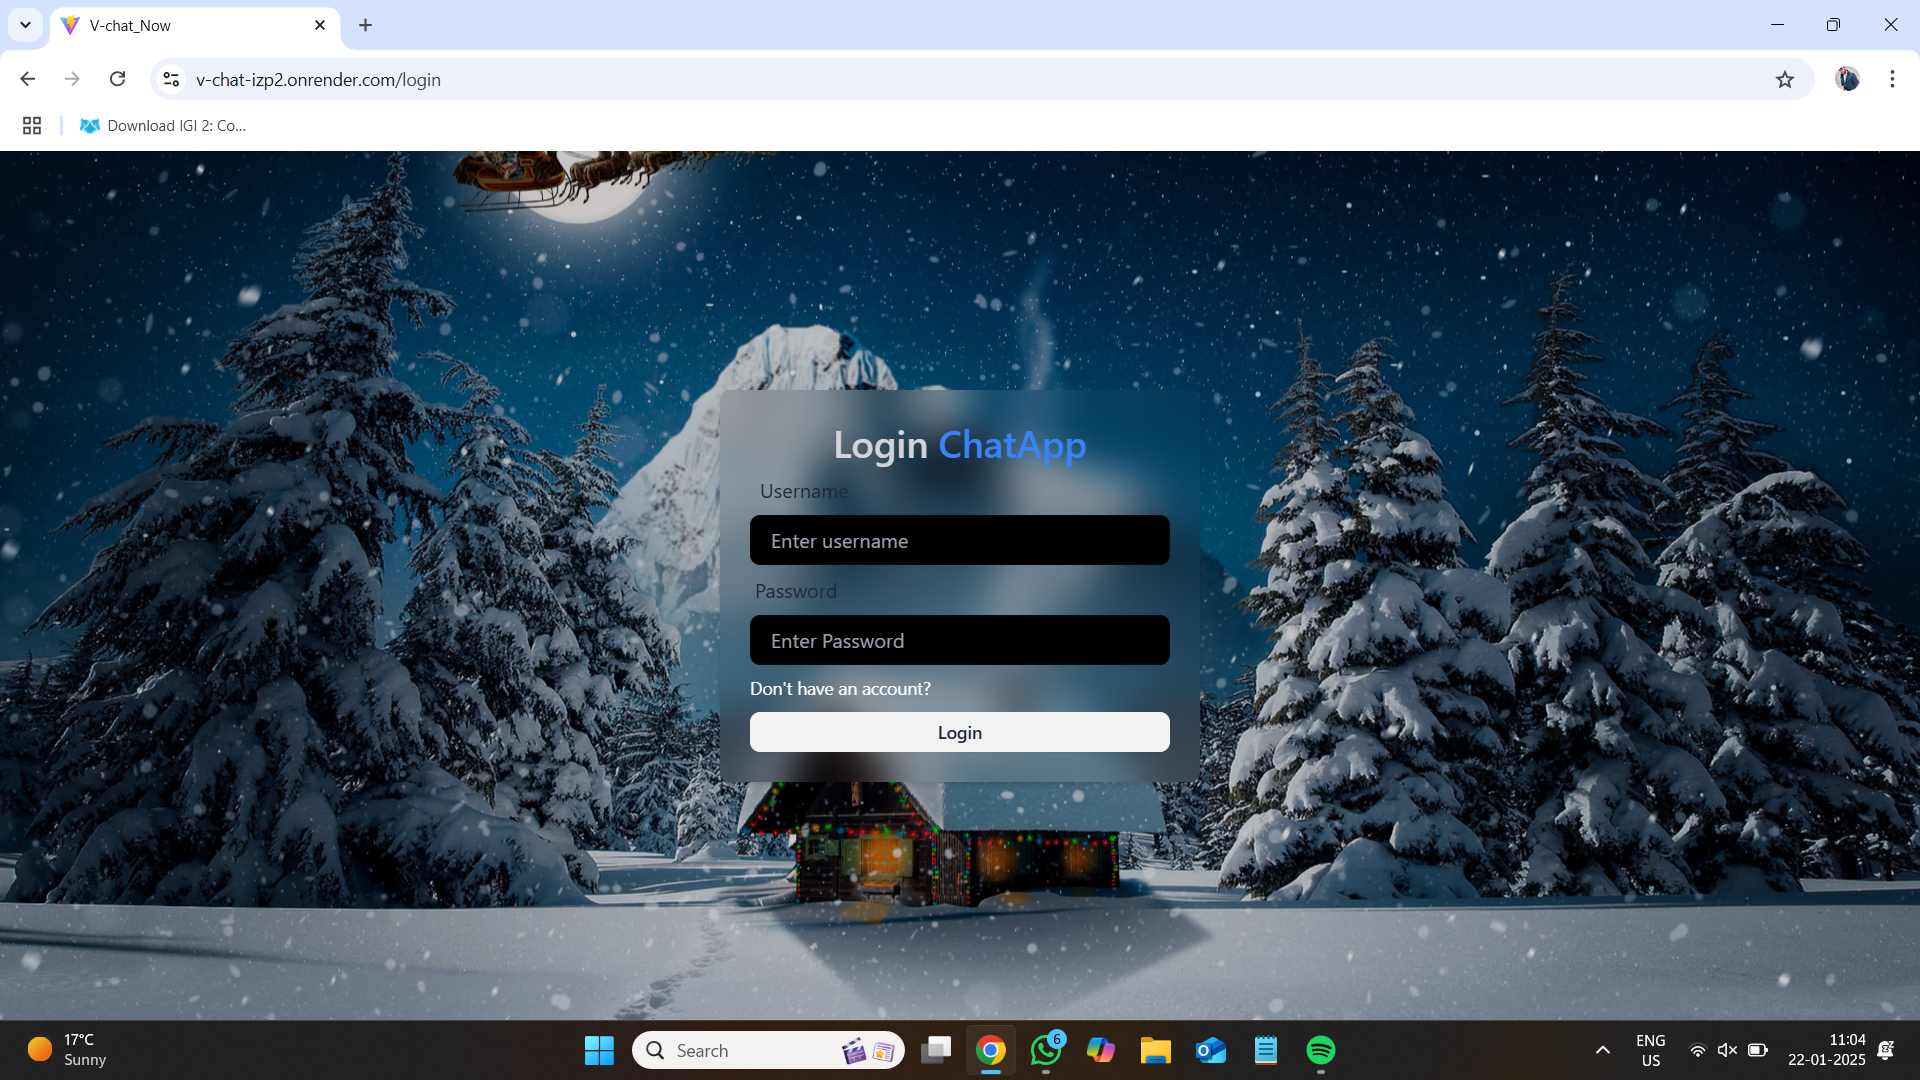 V-chat_Now
v-chat-izp2.onrender.com/login
Download IGI 2: Co...
Login ChatApp
Username
Enter username
Password
Enter Password
Don't have an account?
Login
17°C
Sunny
Search
6
ENG
US
11:04
22-01-2025